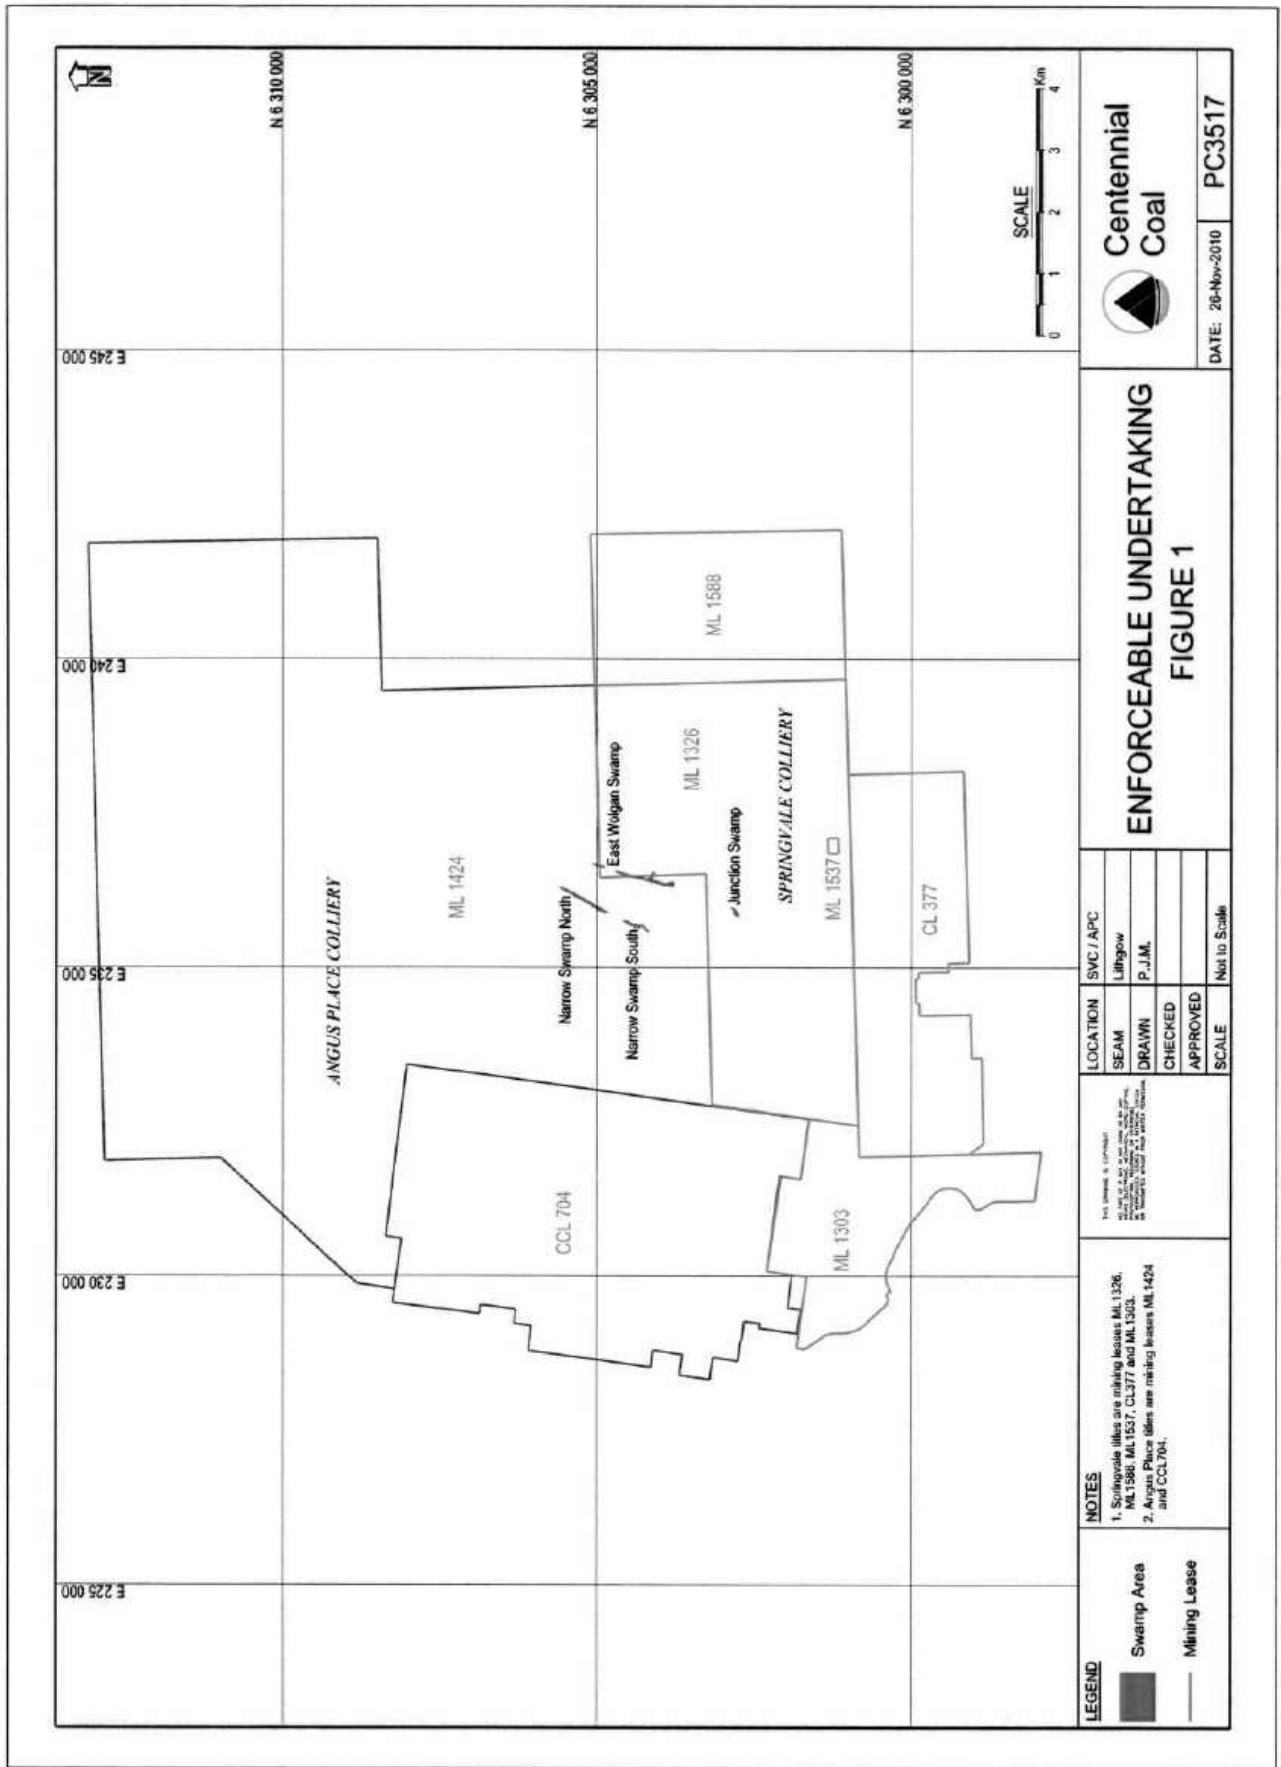 N
E 225 000
E 230 000
E 235 000
E 240 000
E 245 000
N 6 310 000
N 6 305 000
N 6 300 000
ANGUS PLACE COLLIERY
ML 1424
CCL 704
Narrow Swamp North
East Wolgan Swamp
Narrow Swamp South
ML 1326
ML 1588
Junction Swamp
SPRINGVALE COLLIERY
ML 1537
ML 1303
CL 377
SCALE
0 1 2 3 4 Km
LEGEND
Swamp Area
Mining Lease
NOTES
1. Springvale titles are mining leases ML1326,
ML1588, ML1537, CL377 and ML1303.
2. Angus Place titles are mining leases ML1424
and CCL704.
THIS DRAWING IS COPYRIGHT
LOCATION SVC / APC
SEAM Lithgow
DRAWN P.J.M.
CHECKED
APPROVED
SCALE Not to Scale
ENFORCEABLE UNDERTAKING
FIGURE 1
Centennial
Coal
DATE: 26-Nov-2010
PC3517